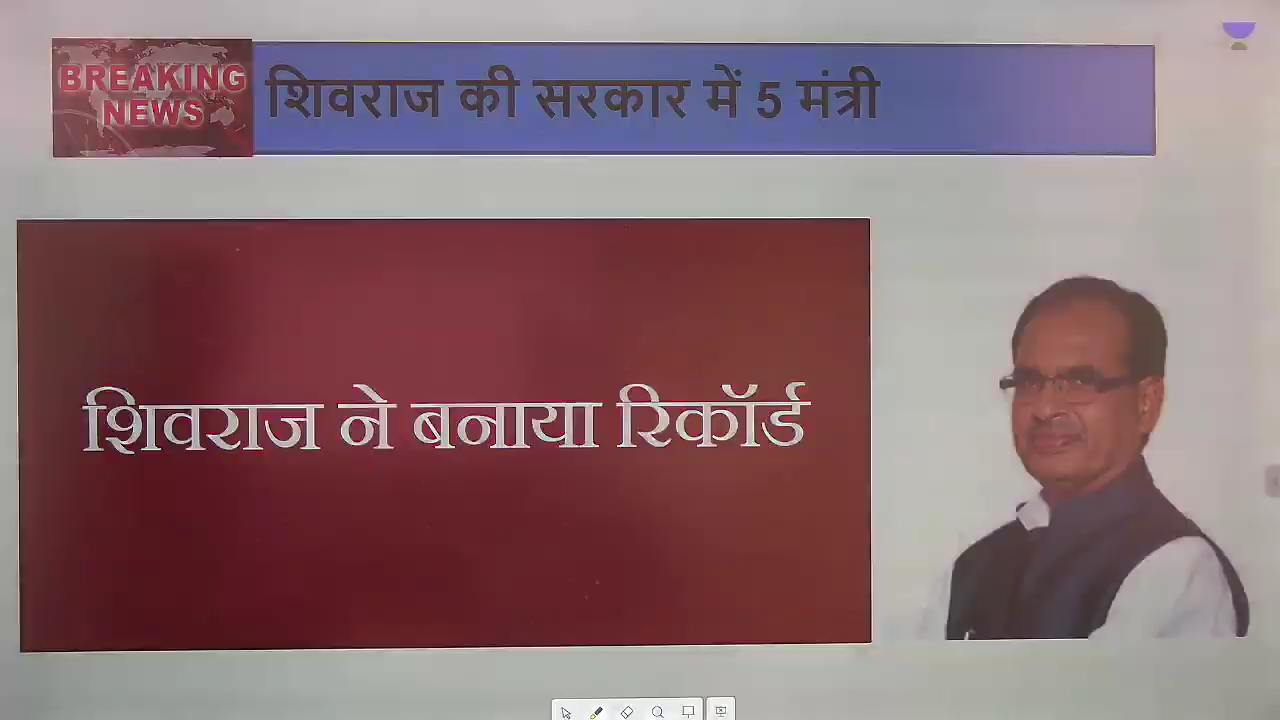 BREAKING
NEWS
शिवराज की सरकार में 5 मंत्री
शिवराज ने बनाया रिकॉर्ड